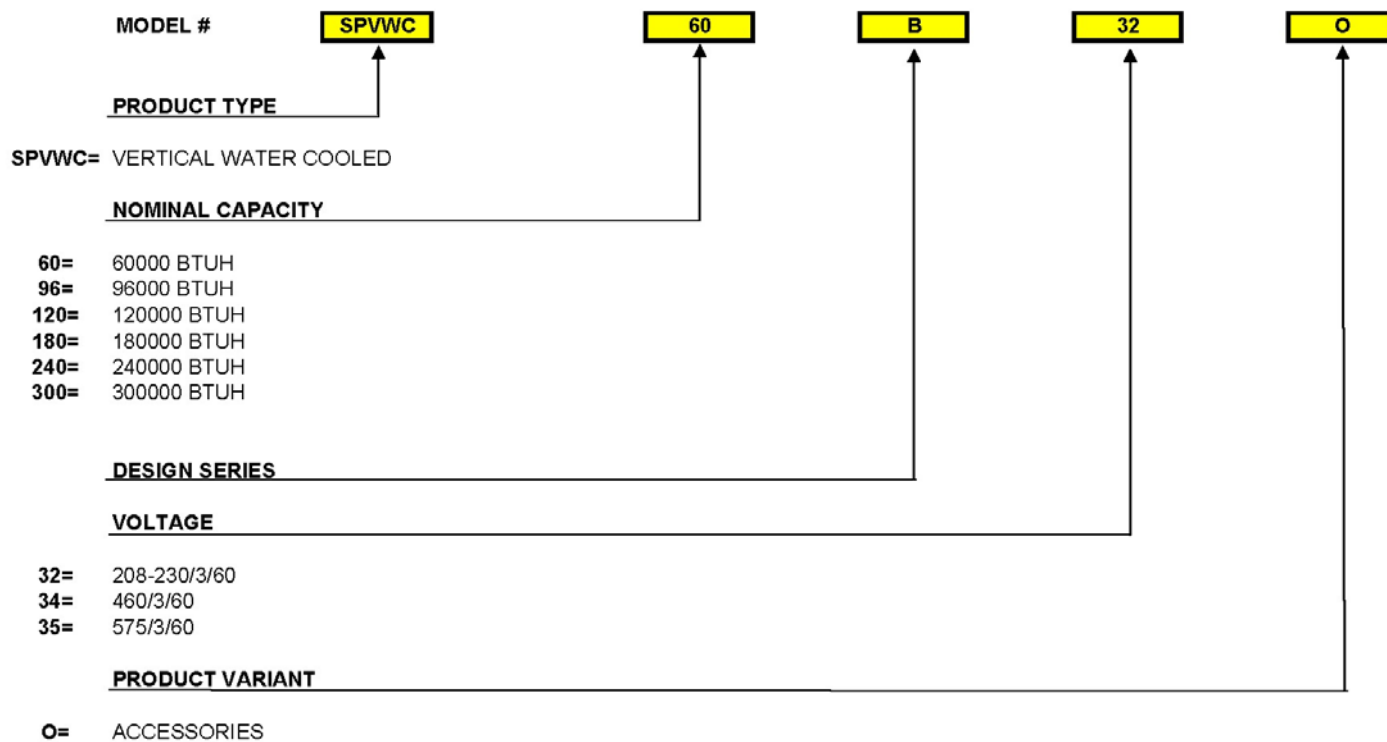 MODEL # SPVWC 60 B 32 O
PRODUCT TYPE
SPVWC= VERTICAL WATER COOLED
NOMINAL CAPACITY
60= 60000 BTUH
96= 96000 BTUH
120= 120000 BTUH
180= 180000 BTUH
240= 240000 BTUH
300= 300000 BTUH
DESIGN SERIES
VOLTAGE
32= 208-230/3/60
34= 460/3/60
35= 575/3/60
PRODUCT VARIANT
O= ACCESSORIES